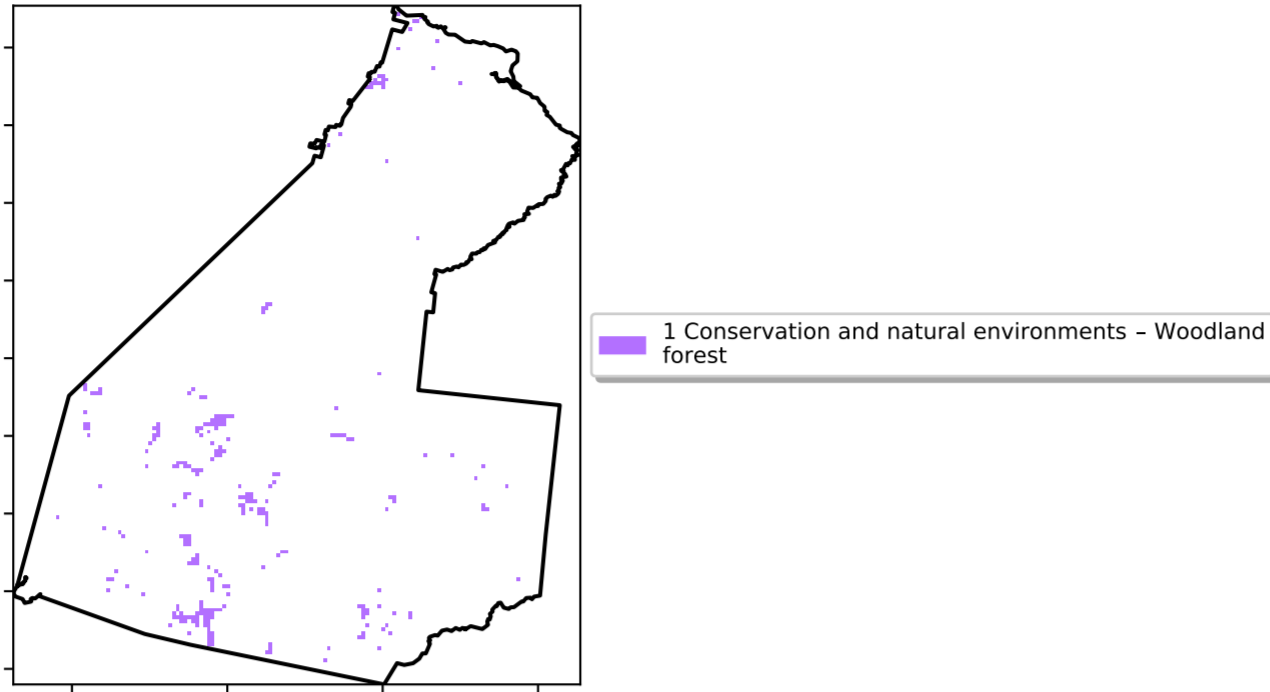 1 Conservation and natural environments – Woodland
forest